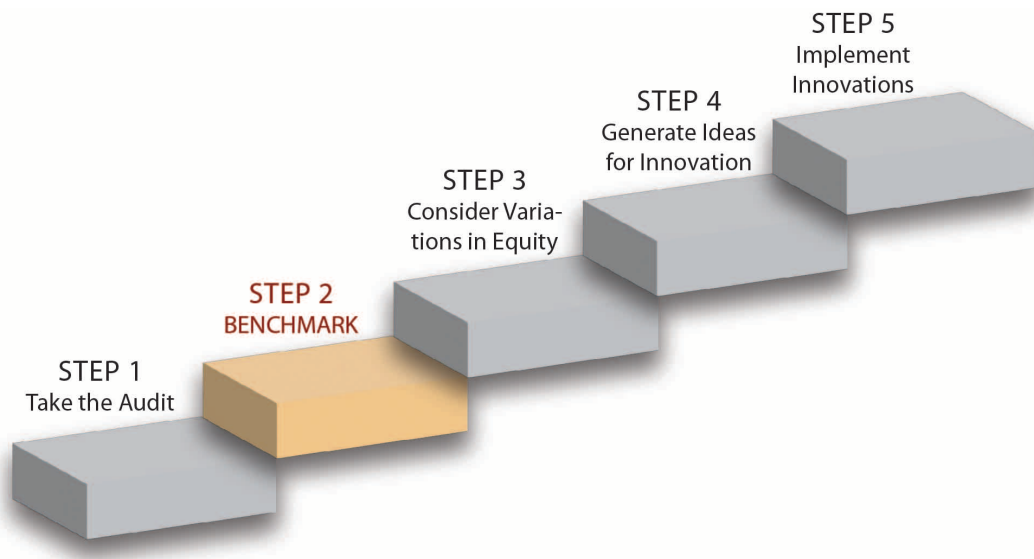 STEP 1
Take the Audit
STEP 2
BENCHMARK
STEP 3
Consider Varia-
tions in Equity
STEP 4
Generate Ideas
for Innovation
STEP 5
Implement
Innovations